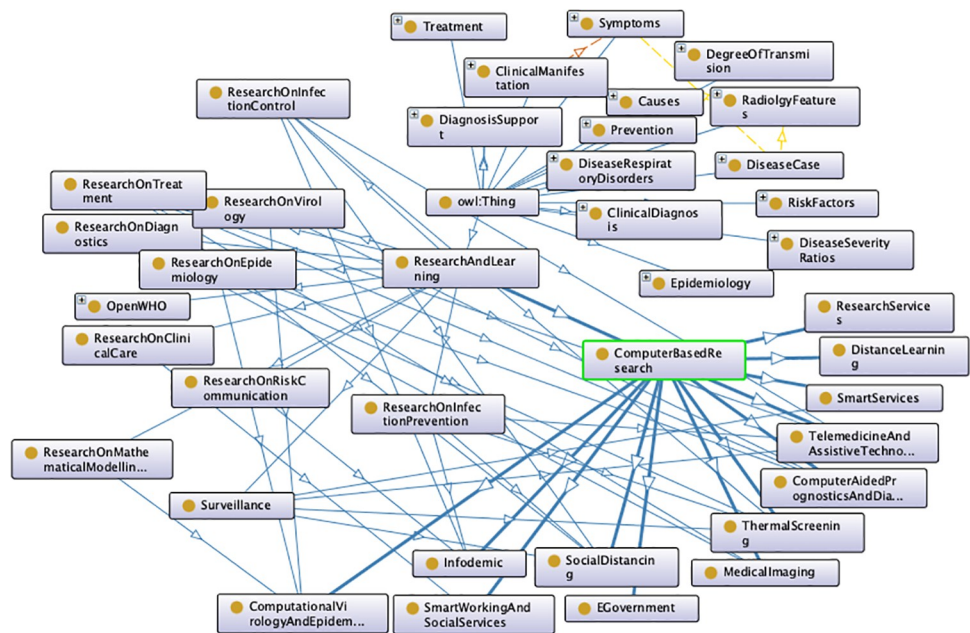 Treatment
Symptoms
DegreeOfTransmi
ssion
ClinicalManifes
tation
ResearchOnInfec
tionControl
Causes
RadiolgyFeature
s
DiagnosisSuppor
t
Prevention
DiseaseRespirat
oryDisorders
DiseaseCase
ResearchOnTreat
ment
ResearchOnVirol
ogy
owl:Thing
RiskFactors
ClinicalDiagnos
is
ResearchOnDiagn
ostics
DiseaseSeverity
Ratios
ResearchOnEpide
miology
ResearchAndLear
ning
Epidemiology
OpenWHO
ResearchService
s
ResearchOnClini
calCare
ComputerBasedRe
search
DistanceLearnin
g
ResearchOnRiskC
ommunication
SmartServices
ResearchOnInfec
tionPrevention
TelemedicineAnd
AssistiveTechno...
ResearchOnMathe
maticalModellin...
ComputerAidedPr
ognosticsAndDia...
Surveillance
ThermalScreenin
g
Infodemic
SocialDistancin
g
MedicalImaging
ComputationalVi
rologyAndEpidem...
SmartWorkingAnd
SocialServices
EGovernment